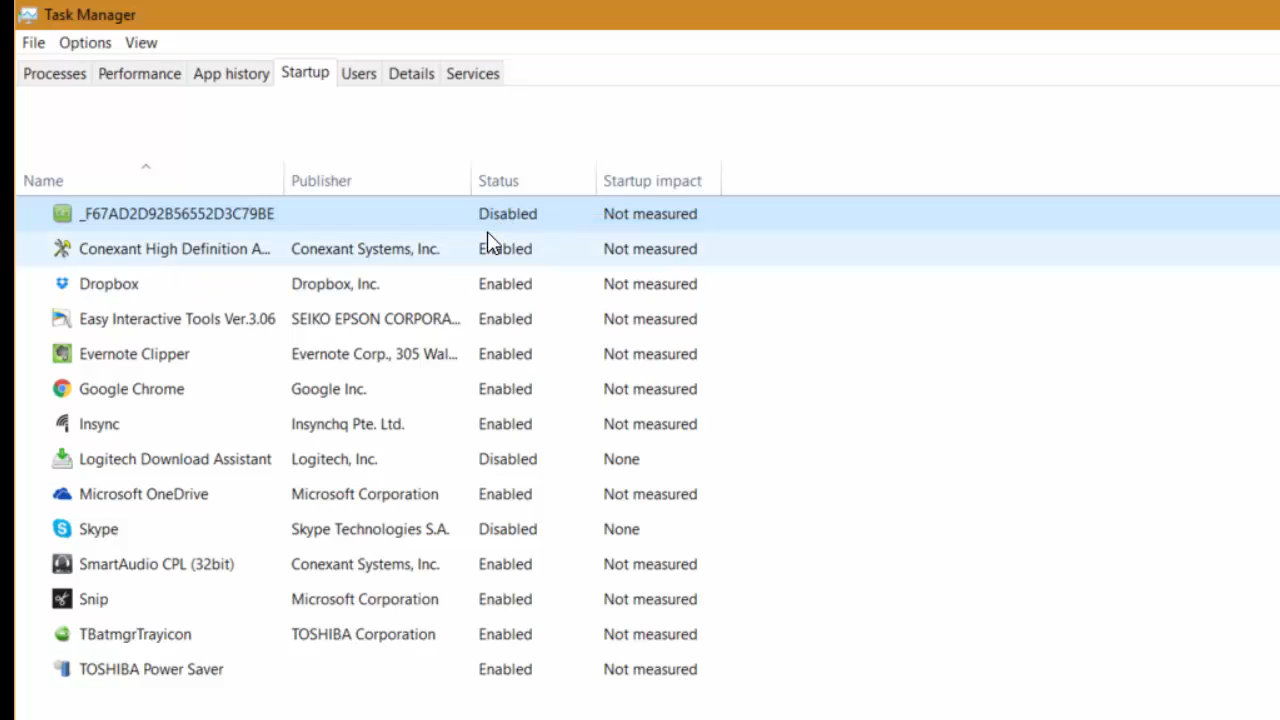 Task Manager
File Options View
Processes Performance App history Startup Users Details Services
Name Publisher Status Startup impact
_F67AD2D92B56552D3C79BE Disabled Not measured
Conexant High Definition A... Conexant Systems, Inc. Enabled Not measured
Dropbox Dropbox, Inc. Enabled Not measured
Easy Interactive Tools Ver.3.06 SEIKO EPSON CORPORA... Enabled Not measured
Evernote Clipper Evernote Corp., 305 Wal... Enabled Not measured
Google Chrome Google Inc. Enabled Not measured
Insync Insynchq Pte. Ltd. Enabled Not measured
Logitech Download Assistant Logitech, Inc. Disabled None
Microsoft OneDrive Microsoft Corporation Enabled Not measured
Skype Skype Technologies S.A. Disabled None
SmartAudio CPL (32bit) Conexant Systems, Inc. Enabled Not measured
Snip Microsoft Corporation Enabled Not measured
TBatmgrTrayicon TOSHIBA Corporation Enabled Not measured
TOSHIBA Power Saver Enabled Not measured